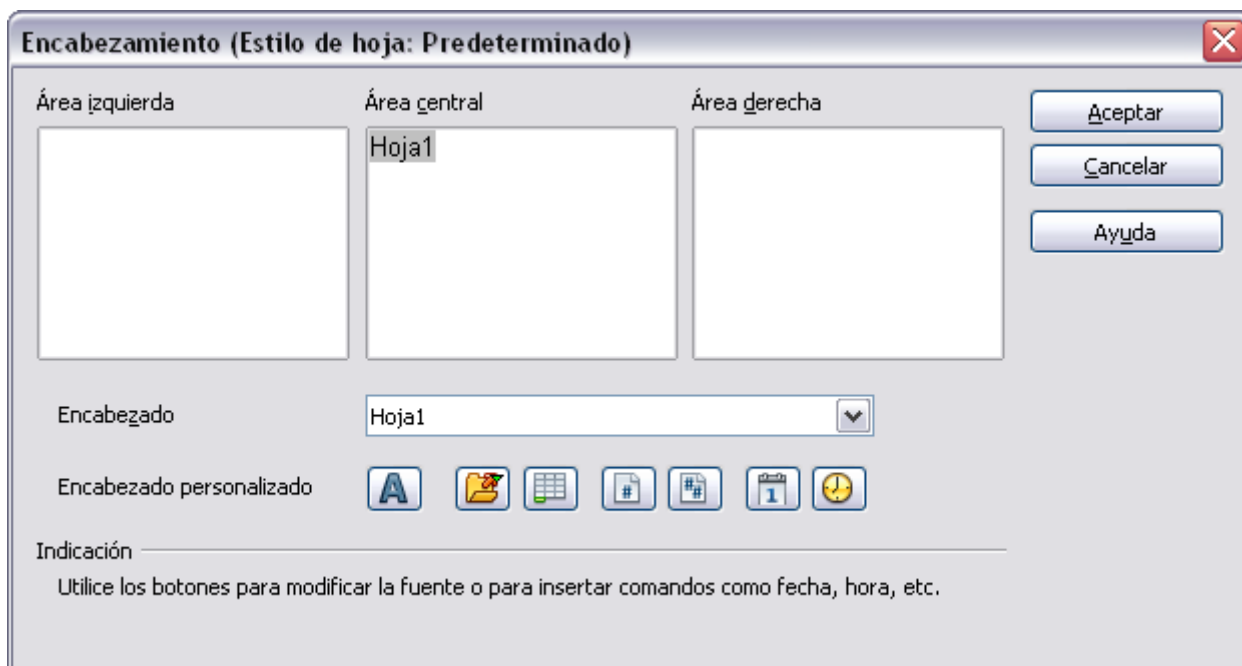 Encabezamiento (Estilo de hoja: Predeterminado)
Área izquierda
Área central
Área derecha
Hoja1
Aceptar
Cancelar
Ayuda
Encabezado
Hoja1
Encabezado personalizado
A
#
##
1
Indicación
Utilice los botones para modificar la fuente o para insertar comandos como fecha, hora, etc.